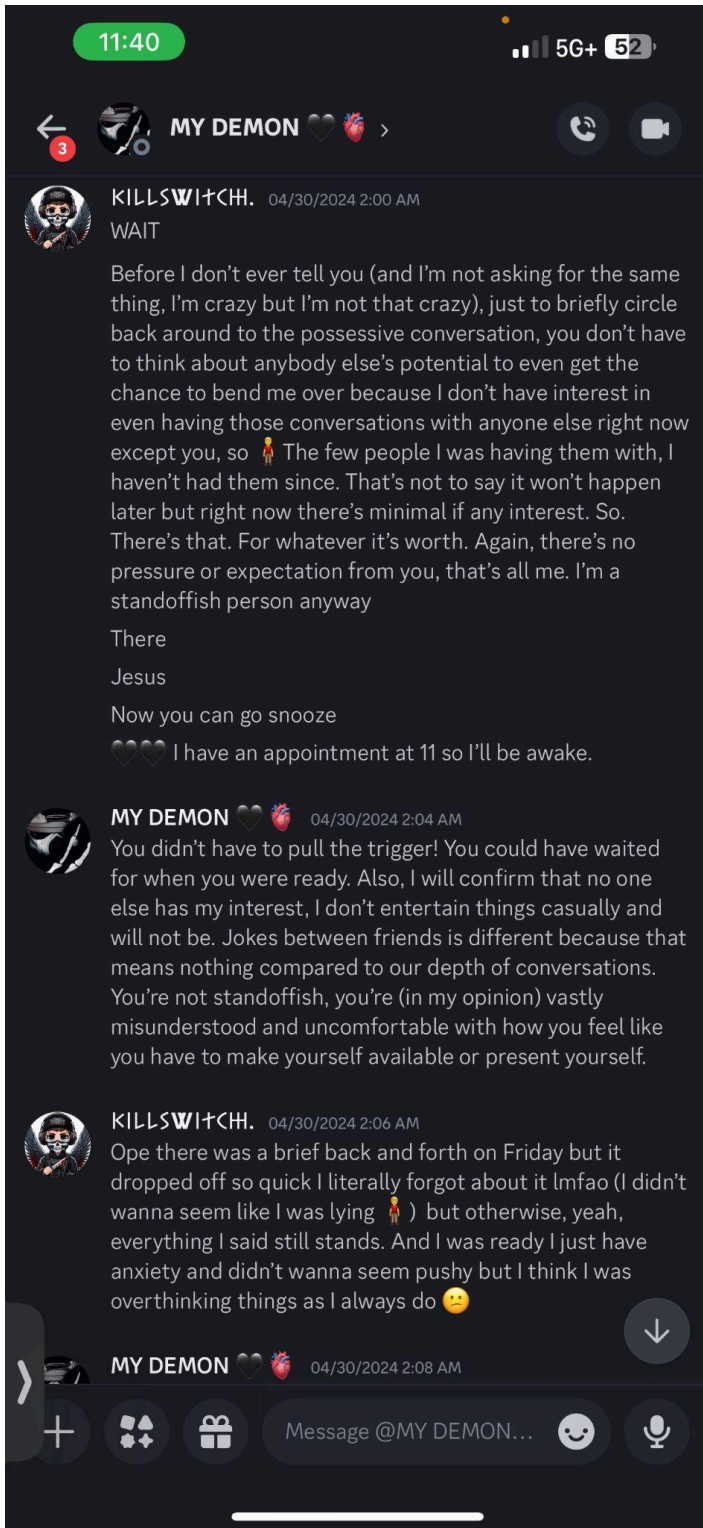 11:40
5G+ 52
3
MY DEMON 🖤 🫀 >
KILLSWITCHH. 04/30/2024 2:00 AM
WAIT
Before I don't ever tell you (and I'm not asking for the same
thing, I'm crazy but I'm not that crazy), just to briefly circle
back around to the possessive conversation, you don't have
to think about anybody else's potential to even get the
chance to bend me over because I don't have interest in
even having those conversations with anyone else right now
except you, so 🧍 The few people I was having them with, I
haven't had them since. That's not to say it won't happen
later but right now there's minimal if any interest. So.
There's that. For whatever it's worth. Again, there's no
pressure or expectation from you, that's all me. I'm a
standoffish person anyway
There
Jesus
Now you can go snooze
🖤🖤 I have an appointment at 11 so I'll be awake.
MY DEMON 🖤 🫀 04/30/2024 2:04 AM
You didn't have to pull the trigger! You could have waited
for when you were ready. Also, I will confirm that no one
else has my interest, I don't entertain things casually and
will not be. Jokes between friends is different because that
means nothing compared to our depth of conversations.
You're not standoffish, you're (in my opinion) vastly
misunderstood and uncomfortable with how you feel like
you have to make yourself available or present yourself.
KILLSWITCHH. 04/30/2024 2:06 AM
Ope there was a brief back and forth on Friday but it
dropped off so quick I literally forgot about it lmfao (I didn't
wanna seem like I was lying 🧍) but otherwise, yeah,
everything I said still stands. And I was ready I just have
anxiety and didn't wanna seem pushy but I think I was
overthinking things as I always do 🫤
MY DEMON 🖤 🫀 04/30/2024 2:08 AM
Message @MY DEMON...